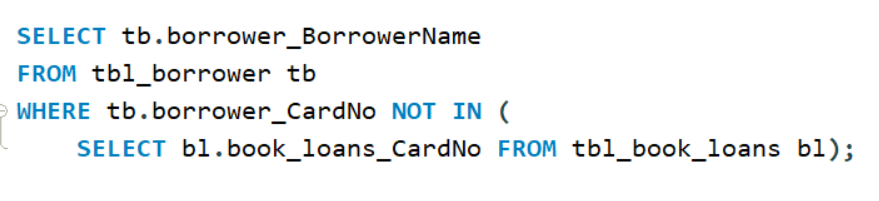 SELECT tb.borrower_BorrowerName
FROM tbl_borrower tb
WHERE tb.borrower_CardNo NOT IN (
    SELECT bl.book_loans_CardNo FROM tbl_book_loans bl);